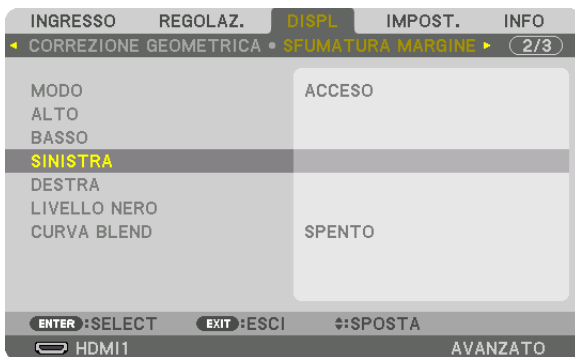 INGRESSO REGOLAZ. DISPL IMPOST. INFO
CORREZIONE GEOMETRICA • SFUMATURA MARGINE 2/3
MODO ACCESO
ALTO
BASSO
SINISTRA
DESTRA
LIVELLO NERO
CURVA BLEND SPENTO
ENTER :SELECT EXIT :ESCI :SPOSTA
HDMI1 AVANZATO